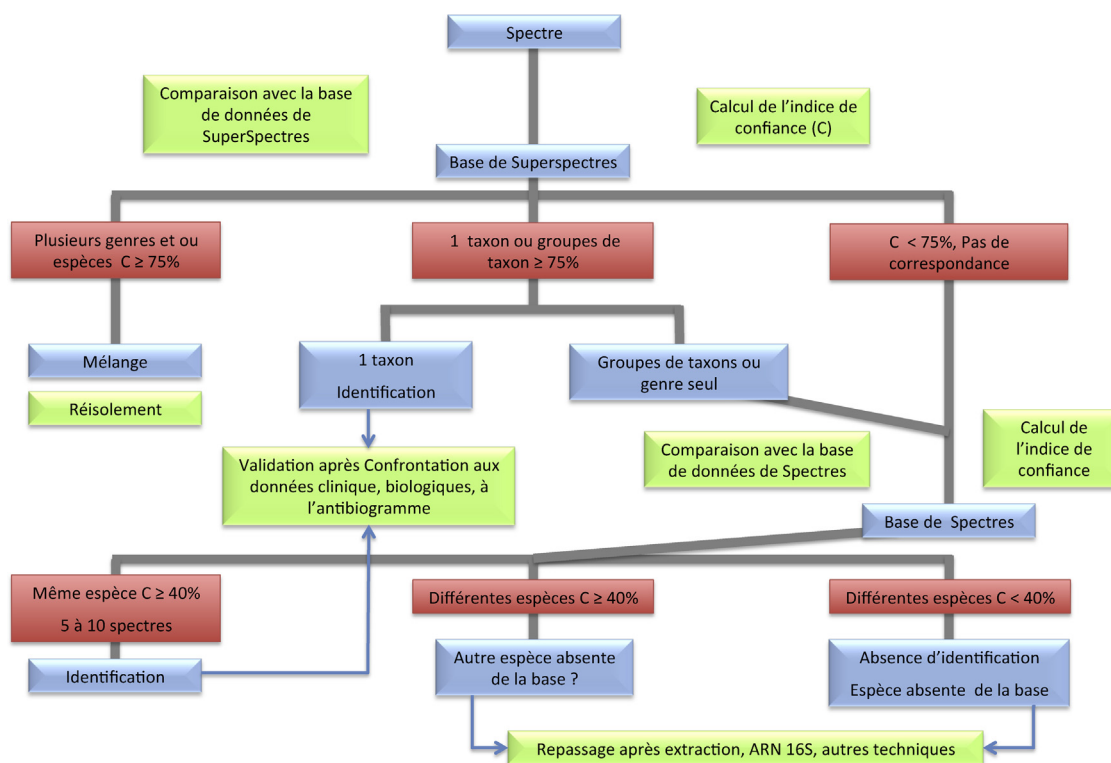 Spectre
Comparaison avec la base
de données de
SuperSpectres
Calcul de l'indice de
confiance (C)
Base de Superspectres
Plusieurs genres et ou
espèces C ≥ 75%
1 taxon ou groupes de
taxon ≥ 75%
C < 75%, Pas de
correspondance
Mélange
Réisolement
1 taxon
Identification
Groupes de taxons ou
genre seul
Validation après Confrontation aux
données clinique, biologiques, à
l'antibiogramme
Comparaison avec la base
de données de Spectres
Calcul de
l'indice de
confiance
Base de Spectres
Même espèce C ≥ 40%
5 à 10 spectres
Différentes espèces C ≥ 40%
Différentes espèces C < 40%
Identification
Autre espèce absente
de la base ?
Absence d'identification
Espèce absente de la base
Repassage après extraction, ARN 16S, autres techniques